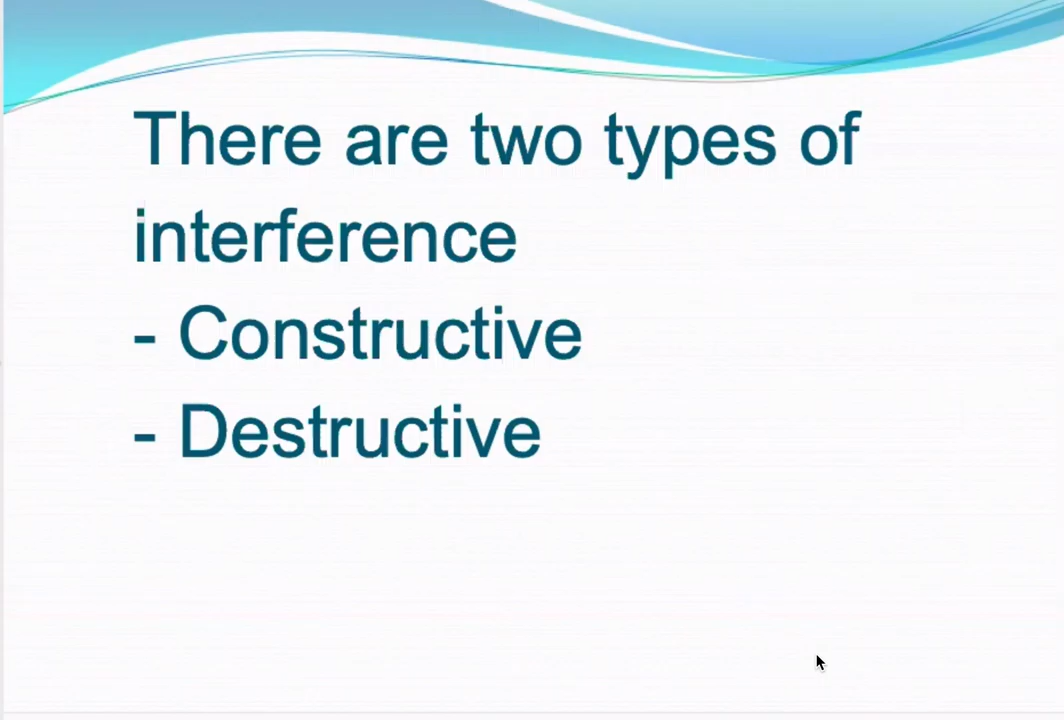 There are two types of
interference
- Constructive
- Destructive